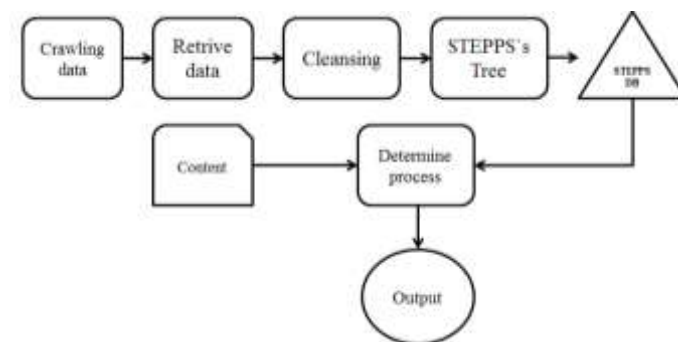 Crawling
data
Retrive
data
Cleansing
STEPPS`s
Tree
STEPPS
DB
Content
Determine
process
Output